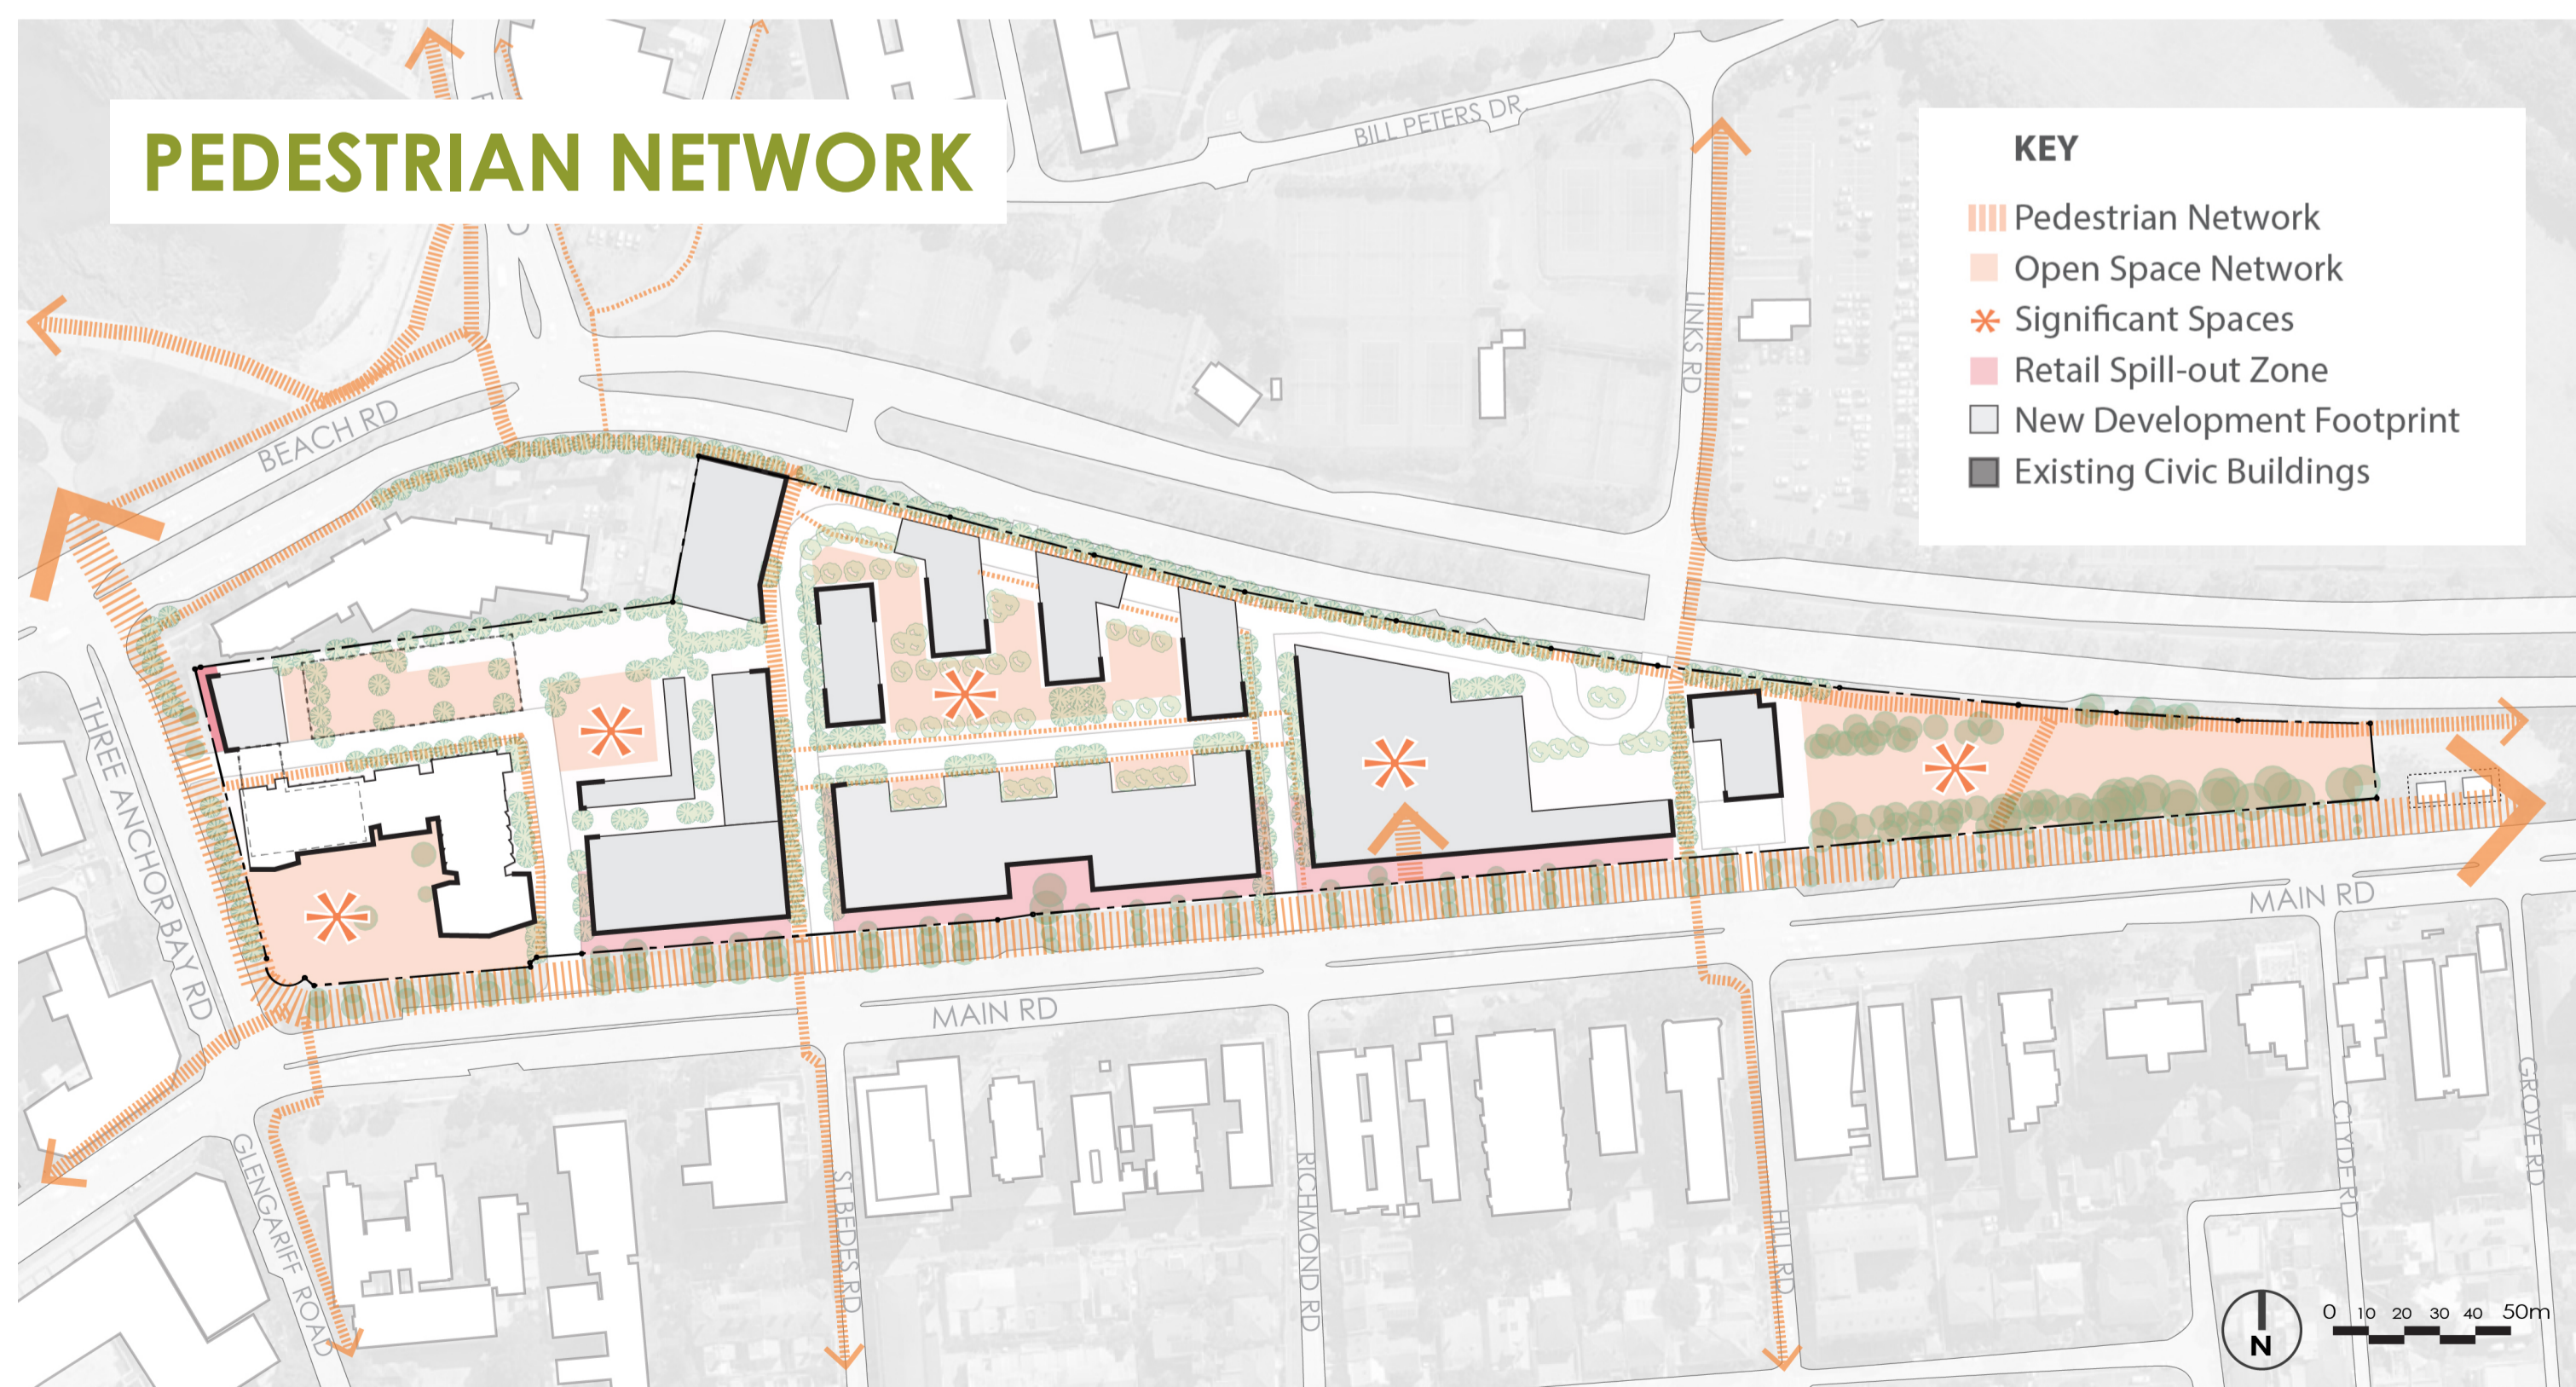 PEDESTRIAN NETWORK
BILL PETERS DR.
KEY
Pedestrian Network
Open Space Network
Significant Spaces
Retail Spill-out Zone
New Development Footprint
Existing Civic Buildings
LINKS RD
BEACH RD
THREE ANCHOR BAY RD
MAIN RD
MAIN RD
GLENGARIFF ROAD
ST BEDES RD
RICHMOND RD
HILL RD
CLYDE RD
GROVE RD
N
0 10 20 30 40 50m